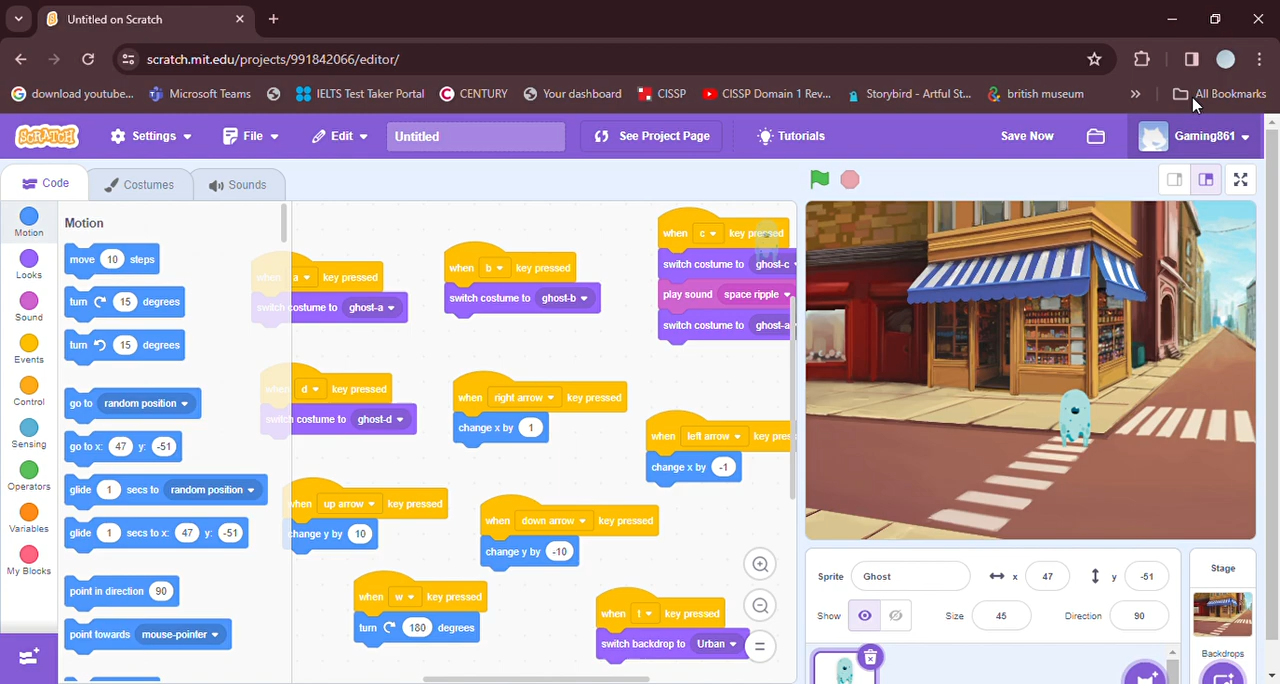 Untitled on Scratch
scratch.mit.edu/projects/991842066/editor/
download youtube...
Microsoft Teams
IELTS Test Taker Portal
CENTURY
Your dashboard
CISSP
CISSP Domain 1 Rev...
Storybird - Artful St...
british museum
»
All Bookmarks
SCRATCH
Settings
File
Edit
Untitled
See Project Page
Tutorials
Save Now
Gaming861
Code
Costumes
Sounds
Motion
Looks
Sound
Events
Control
Sensing
Operators
Variables
My Blocks
Motion
move 10 steps
turn 15 degrees
turn 15 degrees
go to random position
go to x: 47 y: -51
glide 1 secs to random position
glide 1 secs to x: 47 y: -51
point in direction 90
point towards mouse-pointer
when a key pressed
switch costume to ghost-a
when b key pressed
switch costume to ghost-b
when c key pressed
switch costume to ghost-c
play sound space ripple
switch costume to ghost-a
when d key pressed
switch costume to ghost-d
when right arrow key pressed
change x by 1
when left arrow key pres
change x by -1
when up arrow key pressed
change y by 10
when down arrow key pressed
change y by -10
when w key pressed
turn 180 degrees
when t key pressed
switch backdrop to Urban
Sprite Ghost x 47 y -51
Show Size 45 Direction 90
Stage
Backdrops